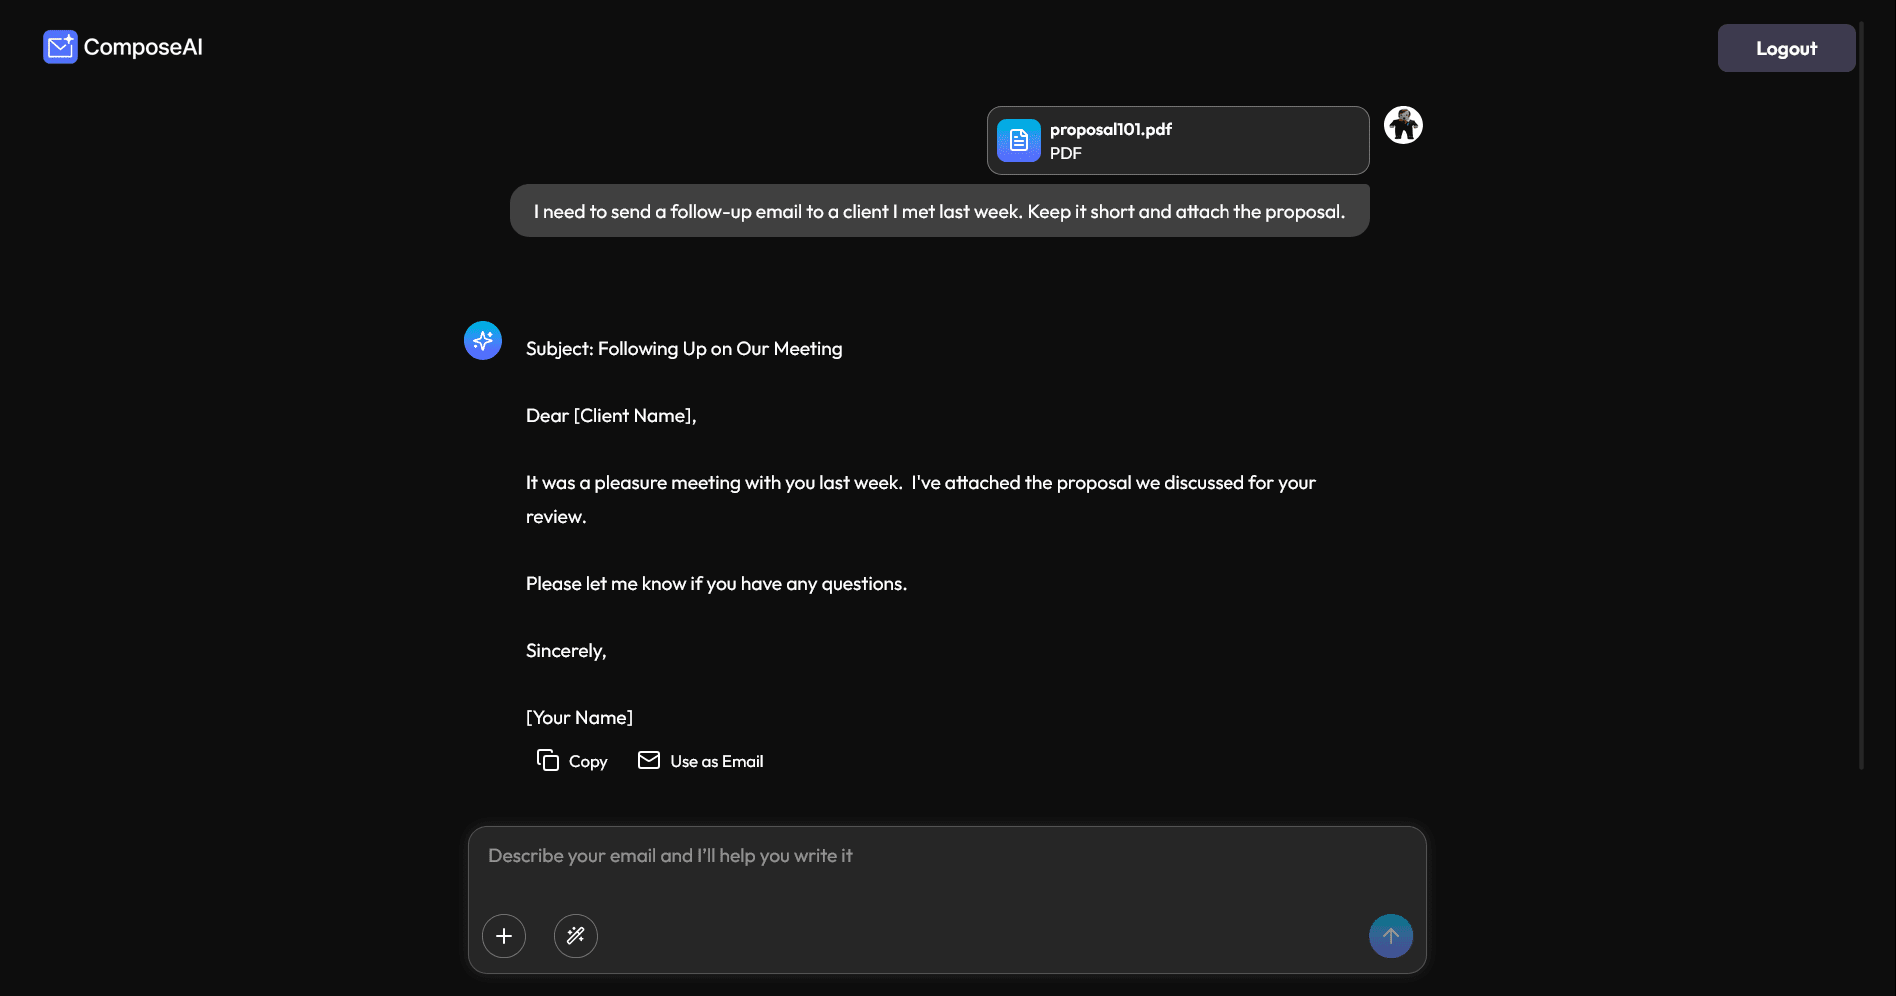 ComposeAI
Logout
proposal101.pdf
PDF
I need to send a follow-up email to a client I met last week. Keep it short and attach the proposal.
Subject: Following Up on Our Meeting
Dear [Client Name],
It was a pleasure meeting with you last week.  I've attached the proposal we discussed for your
review.
Please let me know if you have any questions.
Sincerely,
[Your Name]
Copy
Use as Email
Describe your email and I’ll help you write it